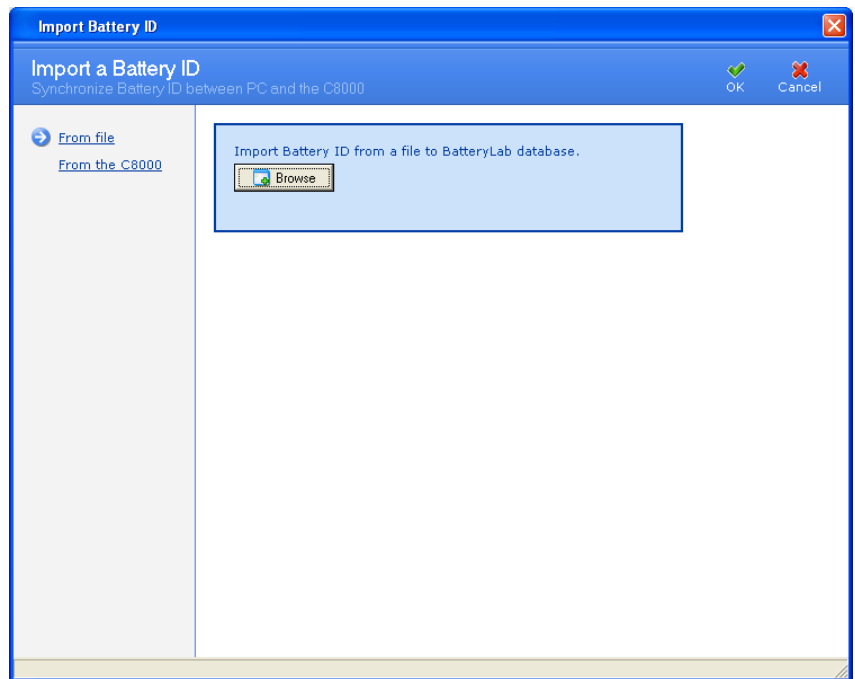 Import Battery ID
Import a Battery ID
Synchronize Battery ID between PC and the C8000
OK
Cancel
From file
From the C8000
Import Battery ID from a file to BatteryLab database.
Browse